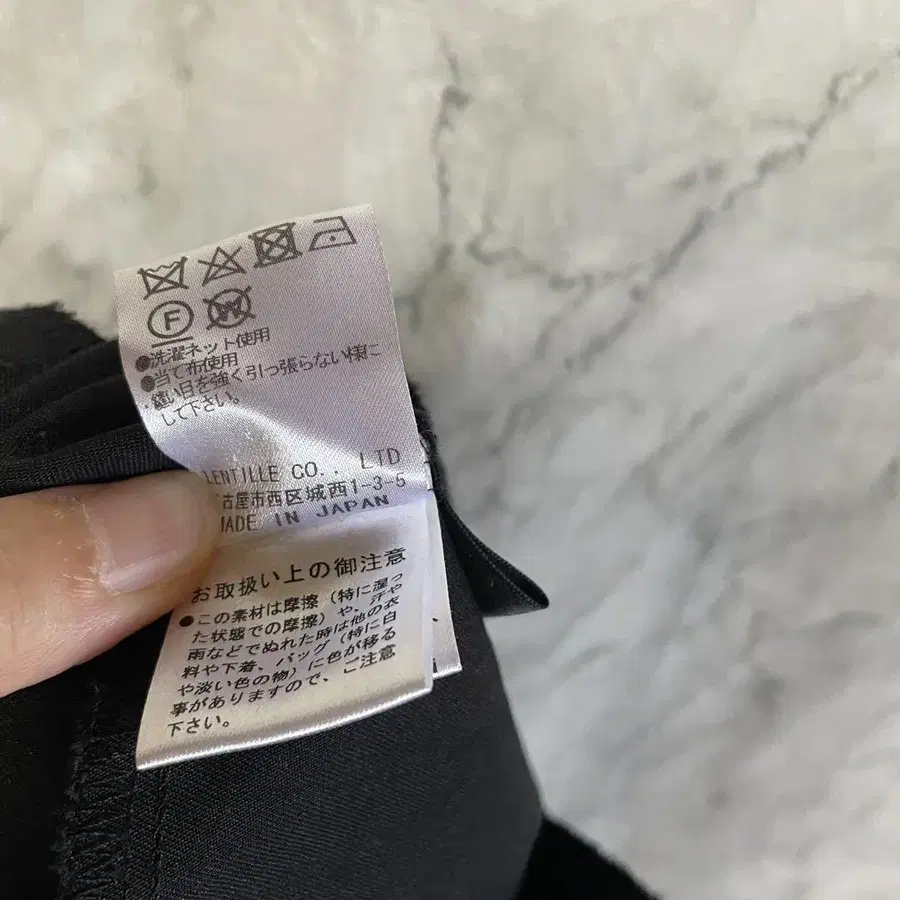 F
W
●洗濯ネット使用
●当て布使用
●縫い目を強く引っ張らない様に
して下さい。
LENTILLE CO., LTD
古屋市西区城西1-3-5
MADE IN JAPAN
お取扱い上の御注意
●この素材は摩擦(特に湿っ
た状態での摩擦)や、汗や
雨などでぬれた時は他の衣
料や下着、バッグ(特に白
や淡い色の物)に色が移る
事がありますので、ご注意
下さい。